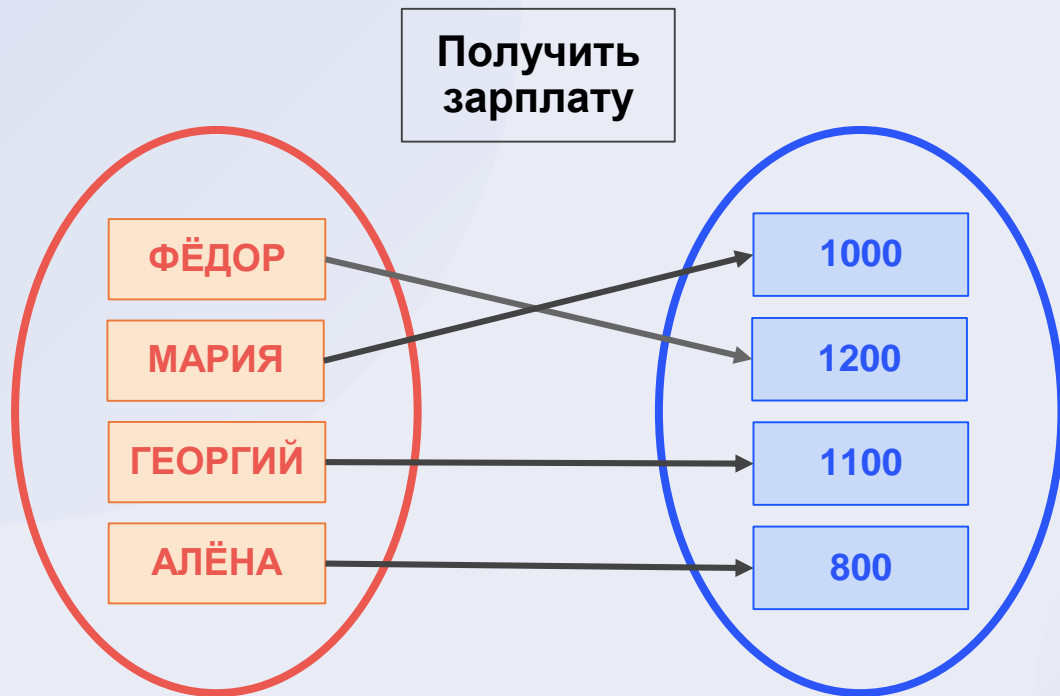 Получить
зарплату
ФЁДОР
1000
МАРИЯ
1200
ГЕОРГИЙ
1100
АЛЁНА
800